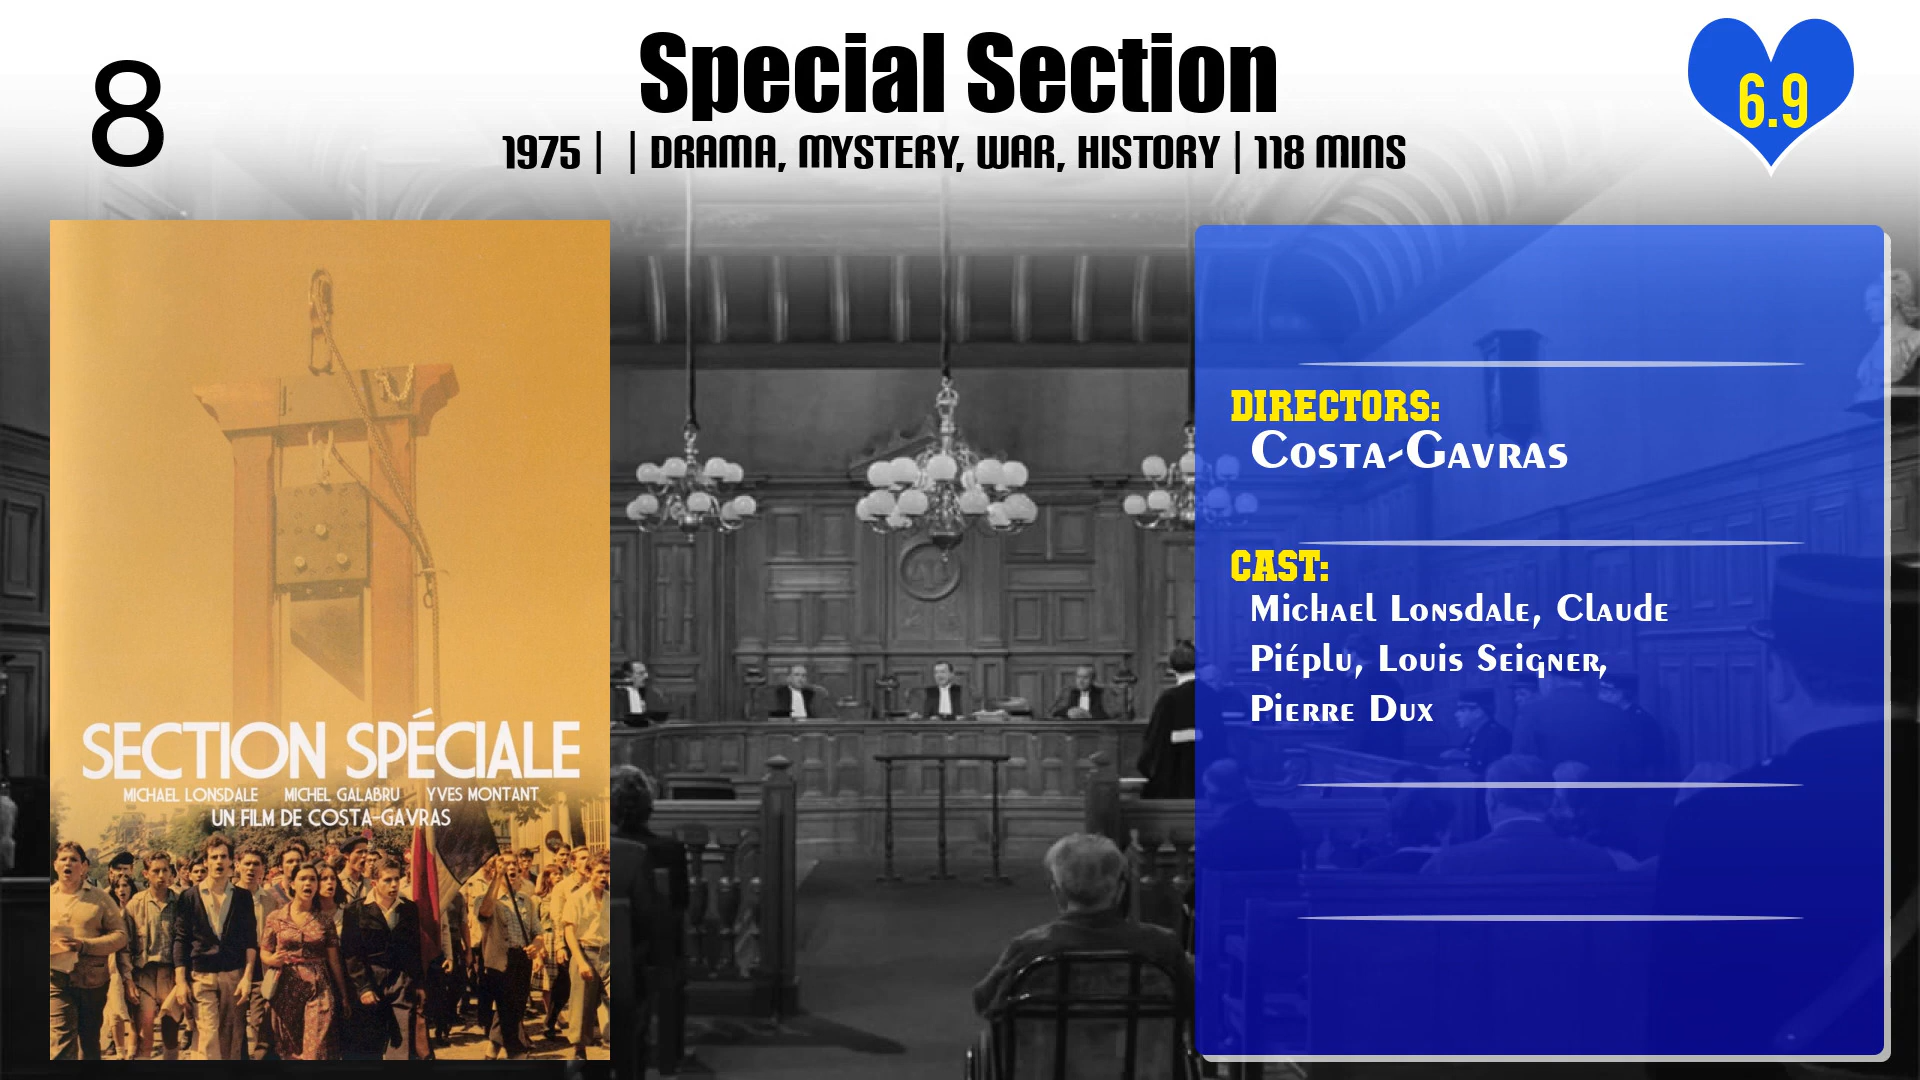 8
Special Section
6.9
1975 | | DRAMA, MYSTERY, WAR, HISTORY | 118 MINS
SECTION SPÉCIALE
MICHAEL LONSDALE MICHEL GALABRU YVES MONTANT
UN FILM DE COSTA-GAVRAS
DIRECTORS:
Costa-Gavras
CAST:
Michael Lonsdale, Claude
Piéplu, Louis Seigner,
Pierre Dux